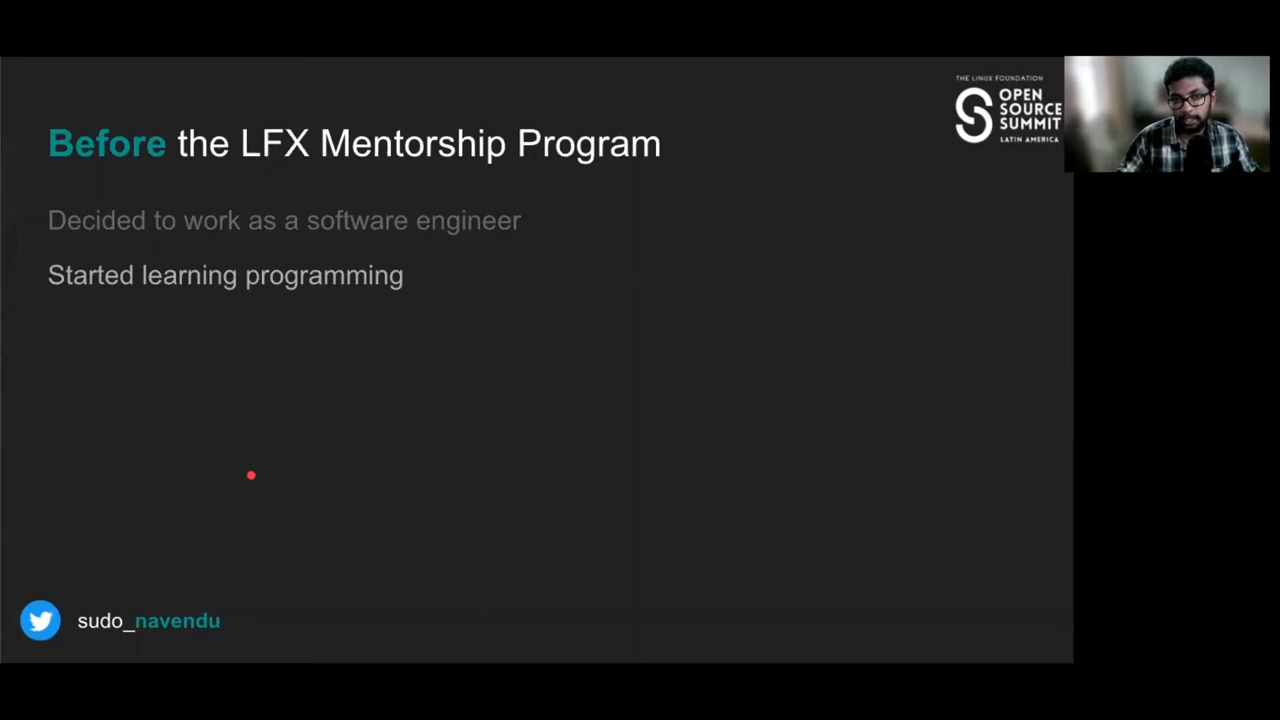 THE LINUX FOUNDATION
OPEN
SOURCE
SUMMIT
LATIN AMERICA
Before the LFX Mentorship Program
Decided to work as a software engineer
Started learning programming
sudo_navendu